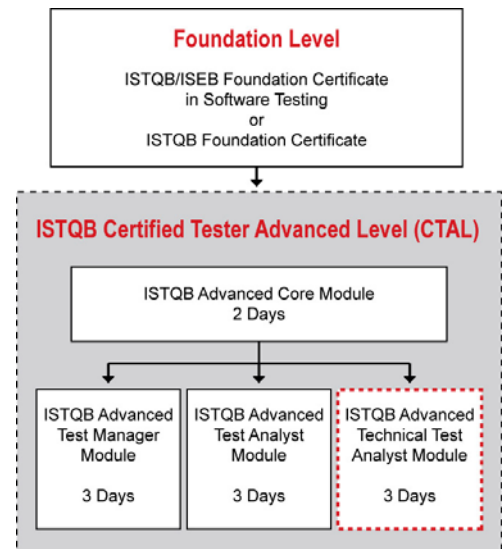 Foundation Level
ISTQB/ISEB Foundation Certificate
in Software Testing
or
ISTQB Foundation Certificate
ISTQB Certified Tester Advanced Level (CTAL)
ISTQB Advanced Core Module
2 Days
ISTQB Advanced
Test Manager
Module
3 Days
ISTQB Advanced
Test Analyst
Module
3 Days
ISTQB Advanced
Technical Test
Analyst Module
3 Days